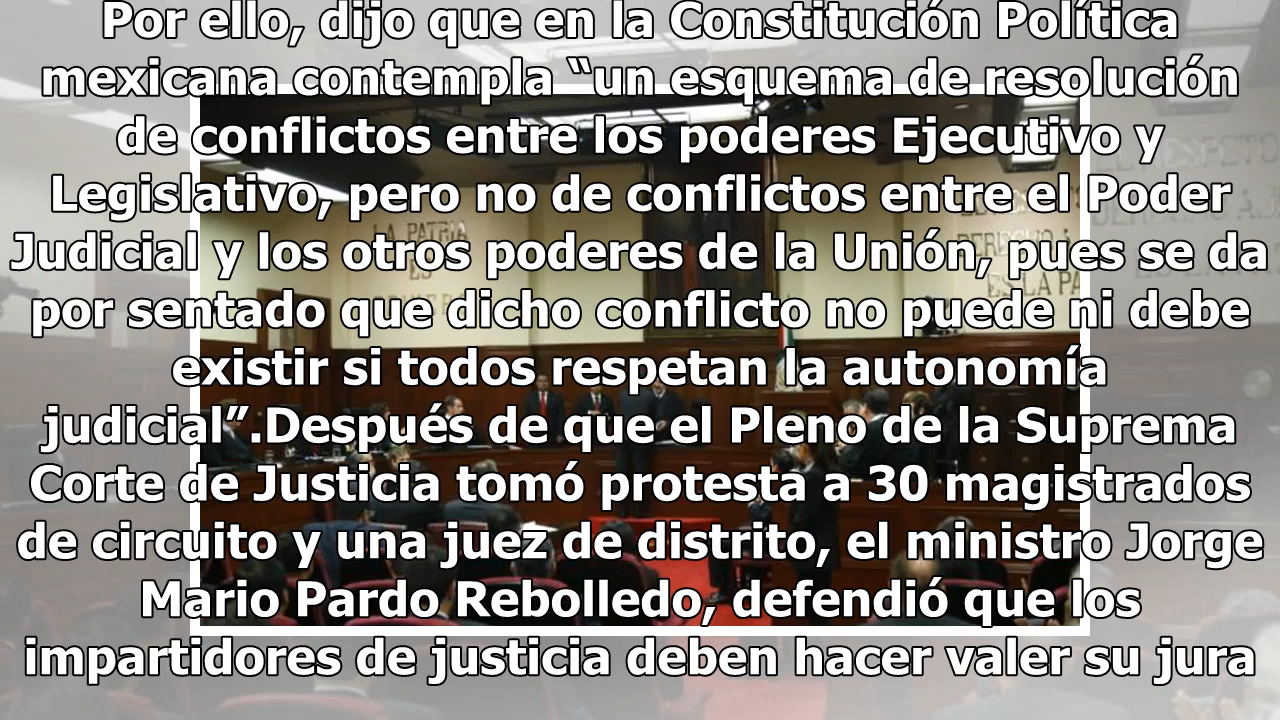 Por ello, dijo que en la Constitución Política
mexicana contempla “un esquema de resolución
de conflictos entre los poderes Ejecutivo y
Legislativo, pero no de conflictos entre el Poder
Judicial y los otros poderes de la Unión, pues se da
por sentado que dicho conflicto no puede ni debe
existir si todos respetan la autonomía
judicial”.Después de que el Pleno de la Suprema
Corte de Justicia tomó protesta a 30 magistrados
de circuito y una juez de distrito, el ministro Jorge
Mario Pardo Rebolledo, defendió que los
impartidores de justicia deben hacer valer su jura
LA PATRIA
ES